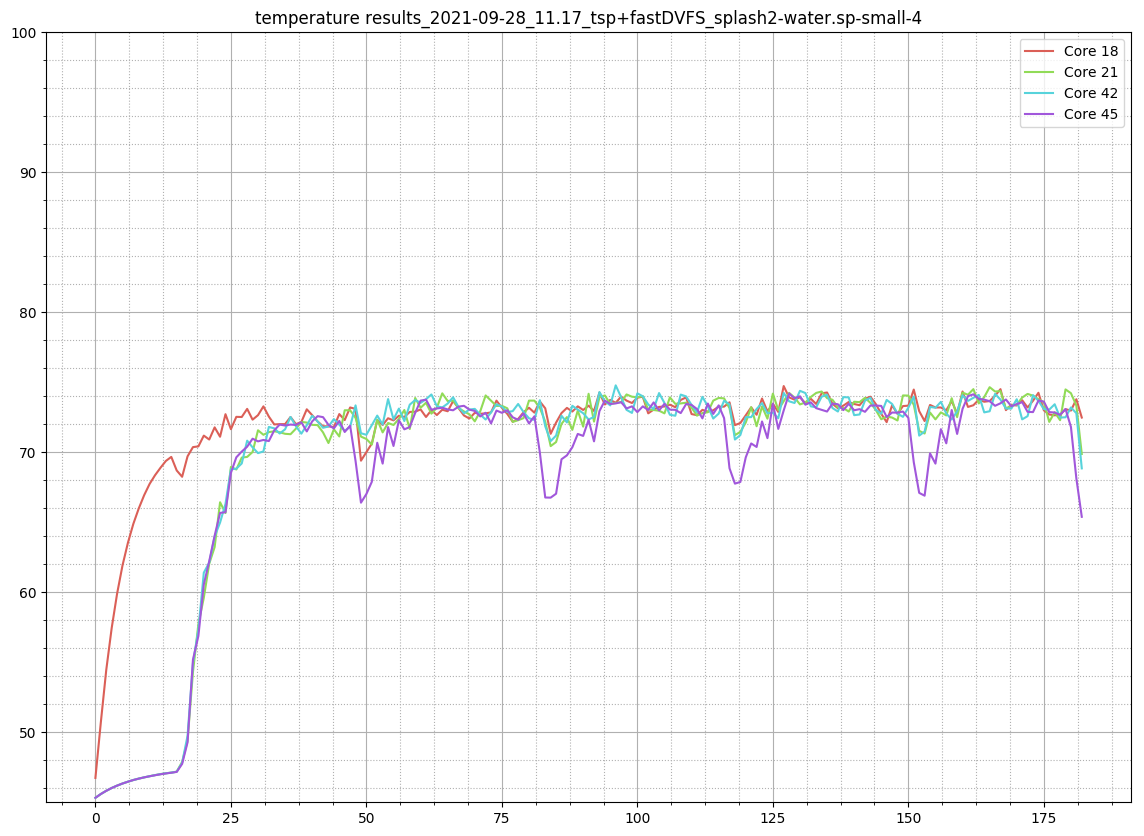 temperature results_2021-09-28_11.17_tsp+fastDVFS_splash2-water.sp-small-4
Core 18
Core 21
Core 42
Core 45
100
90
80
70
60
50
0 25 50 75 100 125 150 175